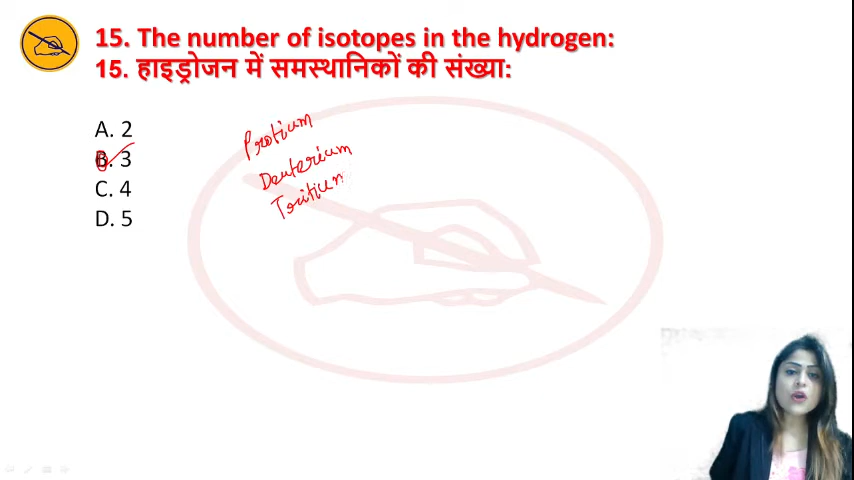 15. The number of isotopes in the hydrogen:
15. हाइड्रोजन में समस्थानिकों की संख्या:
A. 2
B. 3
C. 4
D. 5
Protium
Deuterium
Tritium